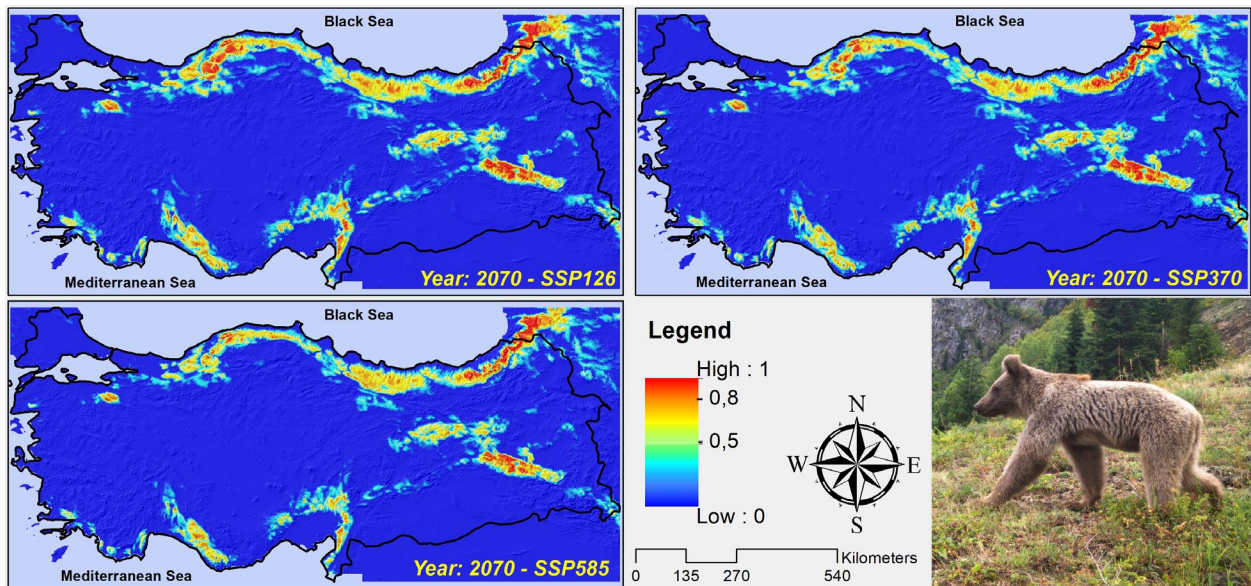 Black Sea
Mediterranean Sea
Year: 2070 - SSP126
Black Sea
Mediterranean Sea
Year: 2070 - SSP370
Black Sea
Mediterranean Sea
Year: 2070 - SSP585
Legend
High : 1
0,8
0,5
Low : 0
N
W E
S
Kilometers
0 135 270 540